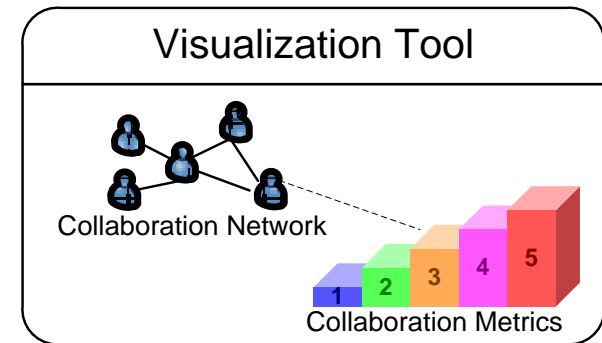 Visualization Tool
Collaboration Network
1 2 3 4 5
Collaboration Metrics